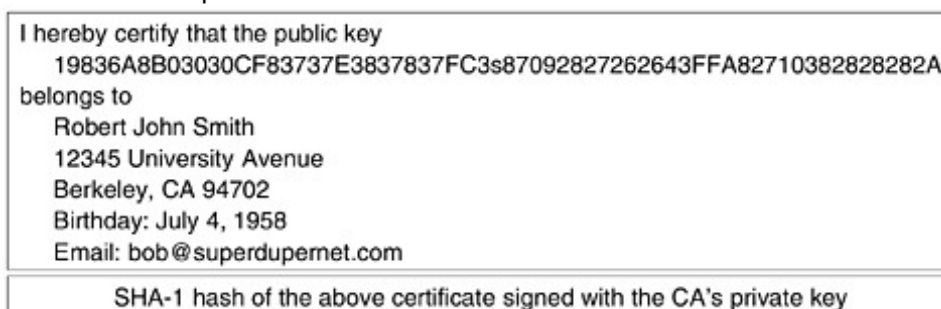 I hereby certify that the public key
19836A8B03030CF83737E3837837FC3s87092827262643FFA82710382828282A
belongs to
Robert John Smith
12345 University Avenue
Berkeley, CA 94702
Birthday: July 4, 1958
Email: bob@superdupernet.com
SHA-1 hash of the above certificate signed with the CA's private key